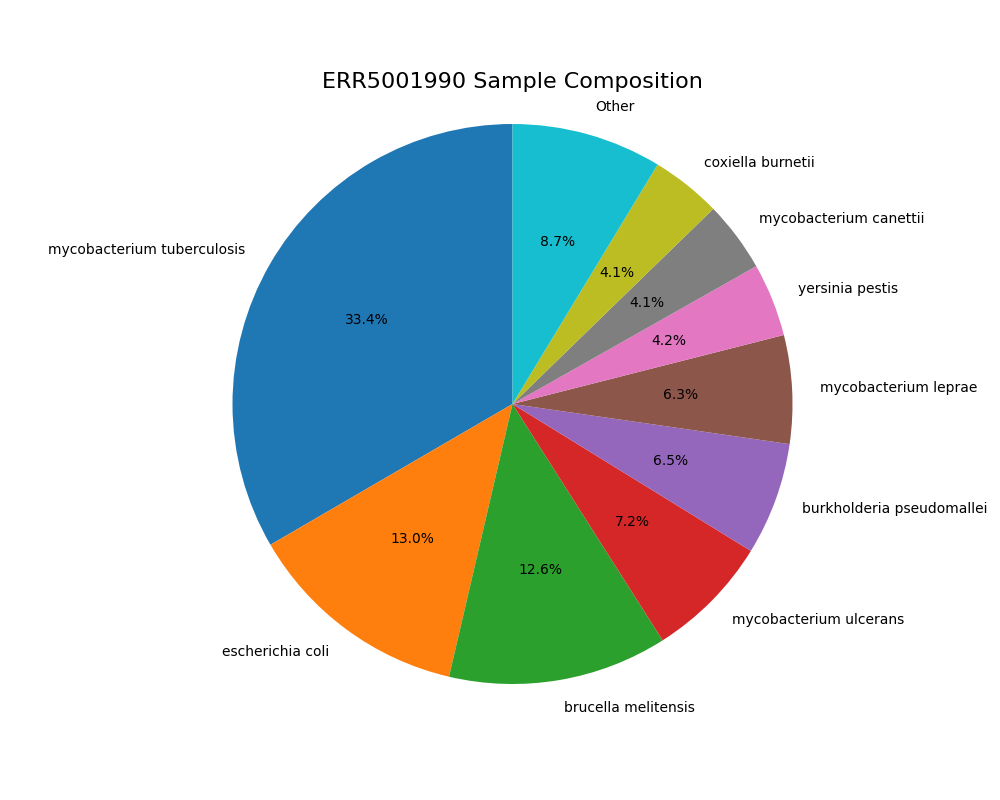 ERR5001990 Sample Composition
Other
coxiella burnetii
mycobacterium canettii
mycobacterium tuberculosis
8.7%
4.1%
yersinia pestis
4.1%
33.4%
4.2%
mycobacterium leprae
6.3%
6.5%
burkholderia pseudomallei
7.2%
13.0%
12.6%
mycobacterium ulcerans
escherichia coli
brucella melitensis